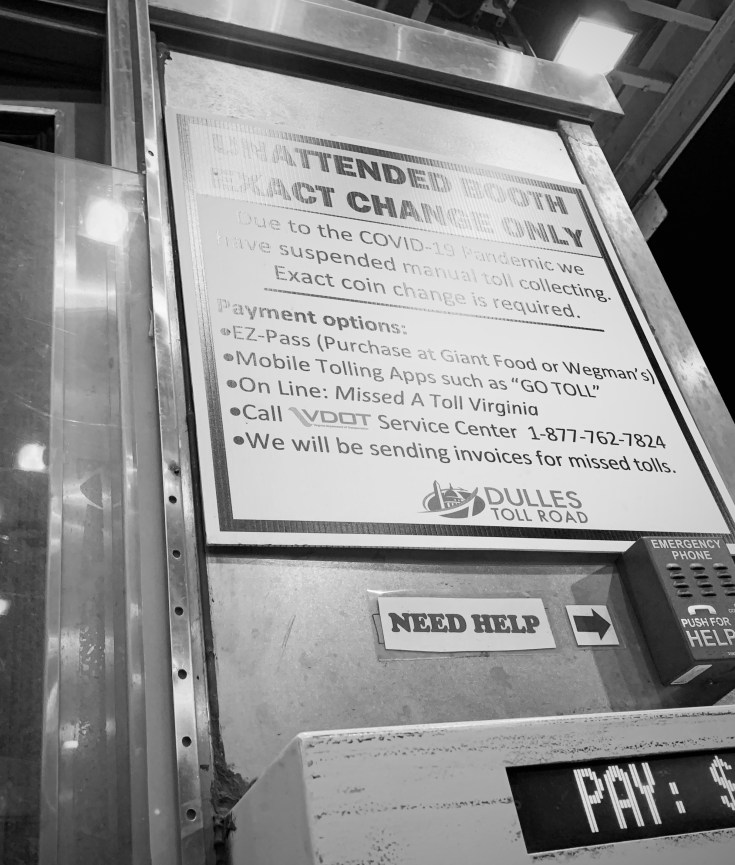 UNATTENDED BOOTH
EXACT CHANGE ONLY
Due to the COVID-19 Pandemic we
have suspended manual toll collecting.
Exact coin change is required.
Payment options:
•EZ-Pass (Purchase at Giant Food or Wegman's)
•Mobile Tolling Apps such as "GO TOLL"
•On Line: Missed A Toll Virginia
•Call VDOT Service Center 1-877-762-7824
•We will be sending invoices for missed tolls.
DULLES
TOLL ROAD
EMERGENCY
PHONE
PUSH FOR
HELP
NEED HELP
PAY: $